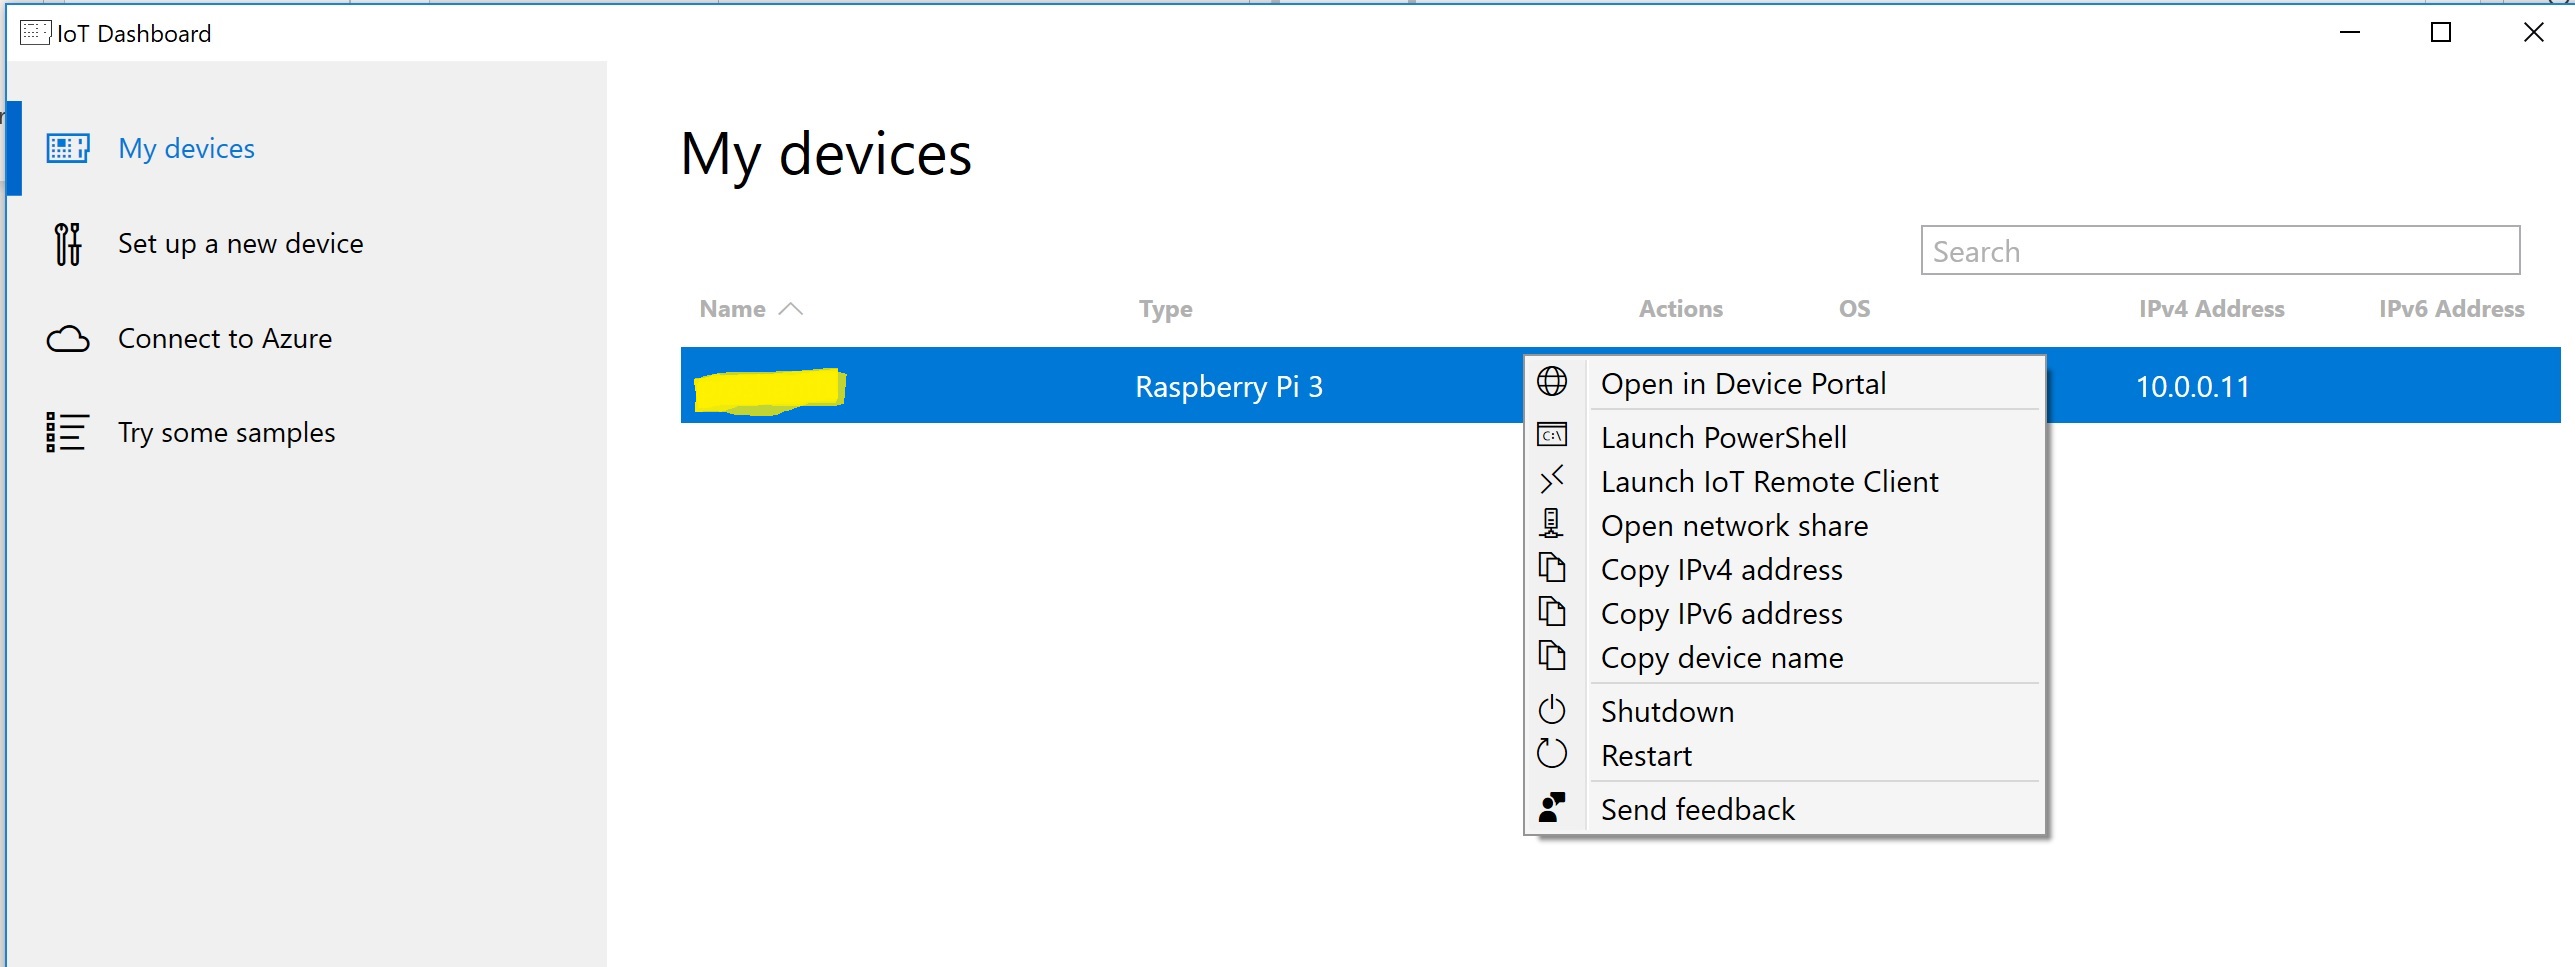 IoT Dashboard
My devices
Set up a new device
Connect to Azure
Try some samples
My devices
Search
Name Type Actions OS IPv4 Address IPv6 Address
Raspberry Pi 3 10.0.0.11
Open in Device Portal
C:\ Launch PowerShell
Launch IoT Remote Client
Open network share
Copy IPv4 address
Copy IPv6 address
Copy device name
Shutdown
Restart
Send feedback